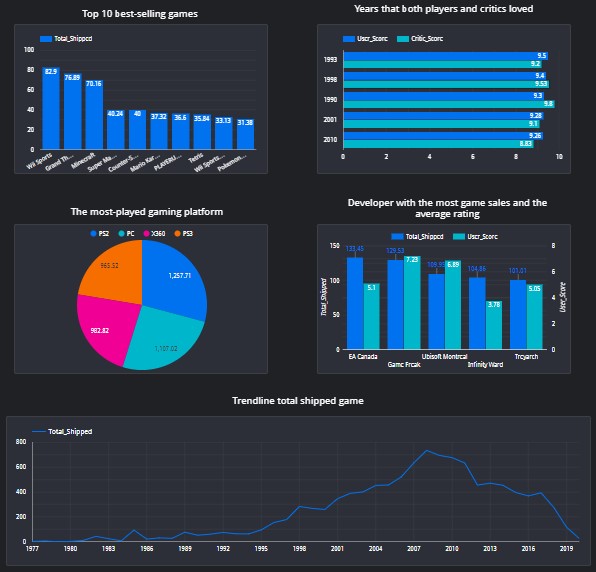 Top 10 best-selling games
Total_Shipped
100
80
60
40
20
0
82.9
76.89
70.16
40.24
40
37.32
36.6
35.84
33.13
31.38
Wii Sports
Grand Th...
Minecraft
Super Ma...
Counter-S...
Mario Kar...
PLAYERU...
Tetris
Wii Sports...
Pokemon...
Years that both players and critics loved
User_Score
Critic_Score
1993
1998
1990
2001
2010
9.5
9.2
9.4
9.53
9.3
9.8
9.28
9.1
9.26
8.83
0 2 4 6 8 10
The most-played gaming platform
PS2 PC X360 PS3
965.52
1,257.71
982.82
1,107.02
Developer with the most game sales and the
average rating
Total_Shipped
User_Score
Total_Shipped
150
100
50
0
133.45
5.1
129.53
7.23
6.89
104.86
3.78
101.01
5.05
8
6
4
2
0
User_Score
EA Canada
Game Freak
Ubisoft Montreal
Infinity Ward
Treyarch
Trendline total shipped game
Total_Shipped
800
600
400
200
0
1977 1980 1983 1986 1989 1992 1995 1998 2001 2004 2007 2010 2013 2016 2019